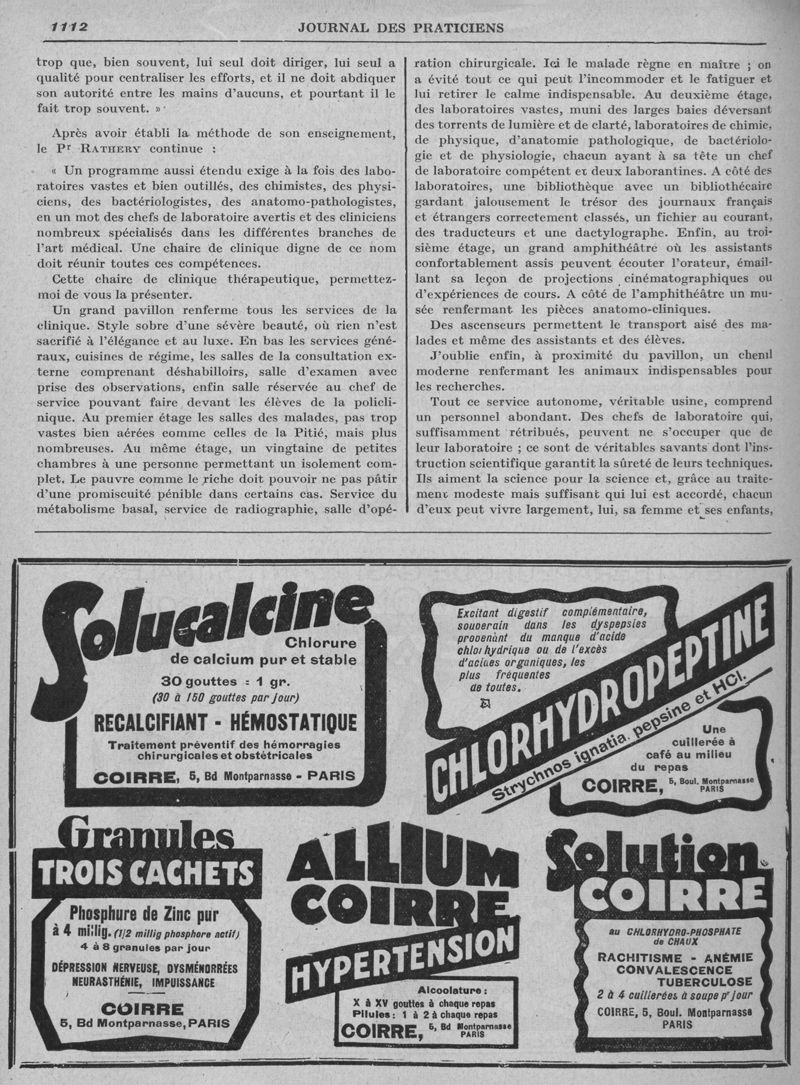 1112
JOURNAL DES PRATICIENS
trop que, bien souvent, lui seul doit diriger, lui seul a
qualité pour centraliser les efforts, et il ne doit abdiquer
son autorité entre les mains d'aucuns, et pourtant il le
fait trop souvent. »
Après avoir établi la méthode de son enseignement,
le Pr RATHERY continue :
« Un programme aussi étendu exige à la fois des labo-
ratoires vastes et bien outillés, des chimistes, des physi-
ciens, des bactériologistes, des anatomo-pathologistes,
en un mot des chefs de laboratoire avertis et des cliniciens
nombreux spécialisés dans les différentes branches de
l'art médical. Une chaire de clinique digne de ce nom
doit réunir toutes ces compétences.
Cette chaire de clinique thérapeutique, permettez-
moi de vous la présenter.
Un grand pavillon renferme tous les services de la
clinique. Style sobre d'une sévère beauté, où rien n'est
sacrifié à l'élégance et au luxe. En bas les services géné-
raux, cuisines de régime, les salles de la consultation ex-
terne comprenant déshabilloirs, salle d'examen avec
prise des observations, enfin salle réservée au chef de
service pouvant faire devant les élèves de la policli-
nique. Au premier étage les salles des malades, pas trop
vastes bien aérées comme celles de la Pitié, mais plus
nombreuses. Au même étage, un vingtaine de petites
chambres à une personne permettant un isolement com-
plet. Le pauvre comme le riche doit pouvoir ne pas pâtir
d'une promiscuité pénible dans certains cas. Service du
métabolisme basal, service de radiographie, salle d'opé-
ration chirurgicale. Ici le malade règne en maître ; on
a évité tout ce qui peut l'incommoder et le fatiguer et
lui retirer le calme indispensable. Au deuxième étage,
des laboratoires vastes, muni des larges baies déversant
des torrents de lumière et de clarté, laboratoires de chimie,
de physique, d'anatomie pathologique, de bactériolo-
gie et de physiologie, chacun ayant à sa tête un chef
de laboratoire compétent et deux laborantines. A côté des
laboratoires, une bibliothèque avec un bibliothécaire
gardant jalousement le trésor des journaux français
et étrangers correctement classés, un fichier au courant,
des traducteurs et une dactylographe. Enfin, au troi-
sième étage, un grand amphithéâtre où les assistants
confortablement assis peuvent écouter l'orateur, émail-
lant sa leçon de projections cinématographiques ou
d'expériences de cours. A côté de l'amphithéâtre un mu-
sée renfermant les pièces anatomo-cliniques.
Des ascenseurs permettent le transport aisé des ma-
lades et même des assistants et des élèves.
J'oublie enfin, à proximité du pavillon, un chenil
moderne renfermant les animaux indispensables pour
les recherches.
Tout ce service autonome, véritable usine, comprend
un personnel abondant. Des chefs de laboratoire qui,
suffisamment rétribués, peuvent ne s'occuper que de
leur laboratoire ; ce sont de véritables savants dont l'ins-
truction scientifique garantit la sûreté de leurs techniques.
Ils aiment la science pour la science et, grâce au traite-
ment modeste mais suffisant qui lui est accordé, chacun
d'eux peut vivre largement, lui, sa femme et ses enfants,
Solucalcine
Chlorure
de calcium pur et stable
30 gouttes : 1 gr.
(30 à 150 gouttes par jour)
RECALCIFIANT - HÉMOSTATIQUE
Traitement préventif des hémorragies
chirurgicales et obstétricales
COIRRE, 5, Bd Montparnasse - PARIS
Excitant digestif complémentaire,
souverain dans les dyspepsies
provenant du manque d'acide
chlorhydrique ou de l'excès
d'acides organiques, les
plus fréquentes
de toutes.
CHLORHYDROPEPTINE
Strychnos ignatia, pepsine et HCl.
Une
cuillerée à
café au milieu
du repas
COIRRE, 5, Boul. Montparnasse
PARIS
Granules
TROIS CACHETS
Phosphure de Zinc pur
à 4 millig. (1/2 millig phosphore actif)
4 à 8 granules par jour
DÉPRESSION NERVEUSE, DYSMÉNORRÉES
NEURASTHÉNIE, IMPUISSANCE
COIRRE
5, Bd Montparnasse, PARIS
ALLIUM
COIRRE
HYPERTENSION
Alcoolature :
X à XV gouttes à chaque repas
Pilules : 1 à 2 à chaque repas
COIRRE, 5, Bd Montparnasse
PARIS
Solution
COIRRE
au CHLORHYDRO-PHOSPHATE
de CHAUX
RACHITISME - ANÉMIE
CONVALESCENCE
TUBERCULOSE
2 à 4 cuillerées à soupe pr jour
COIRRE, 5, Boul. Montparnasse
PARIS